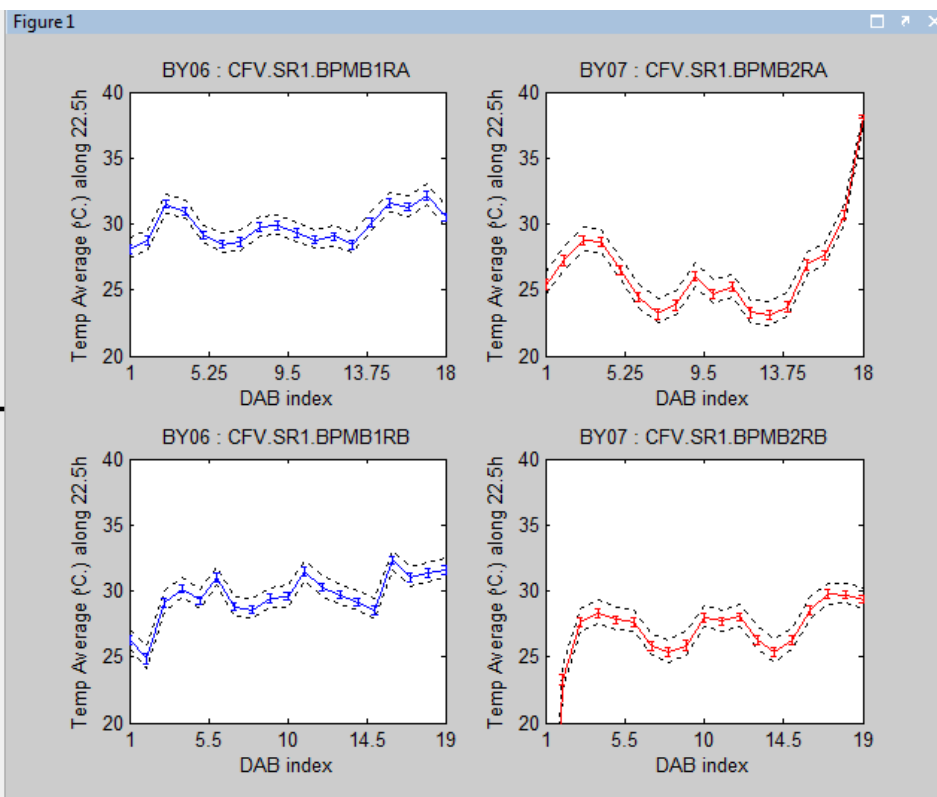 Figure 1
BY06 : CFV.SR1.BPMB1RA
Temp Average (ºC.) along 22.5h
40
35
30
25
20
1 5.25 9.5 13.75 18
DAB index
BY07 : CFV.SR1.BPMB2RA
Temp Average (ºC.) along 22.5h
40
35
30
25
20
1 5.25 9.5 13.75 18
DAB index
BY06 : CFV.SR1.BPMB1RB
Temp Average (ºC.) along 22.5h
40
35
30
25
20
1 5.5 10 14.5 19
DAB index
BY07 : CFV.SR1.BPMB2RB
Temp Average (ºC.) along 22.5h
40
35
30
25
20
1 5.5 10 14.5 19
DAB index